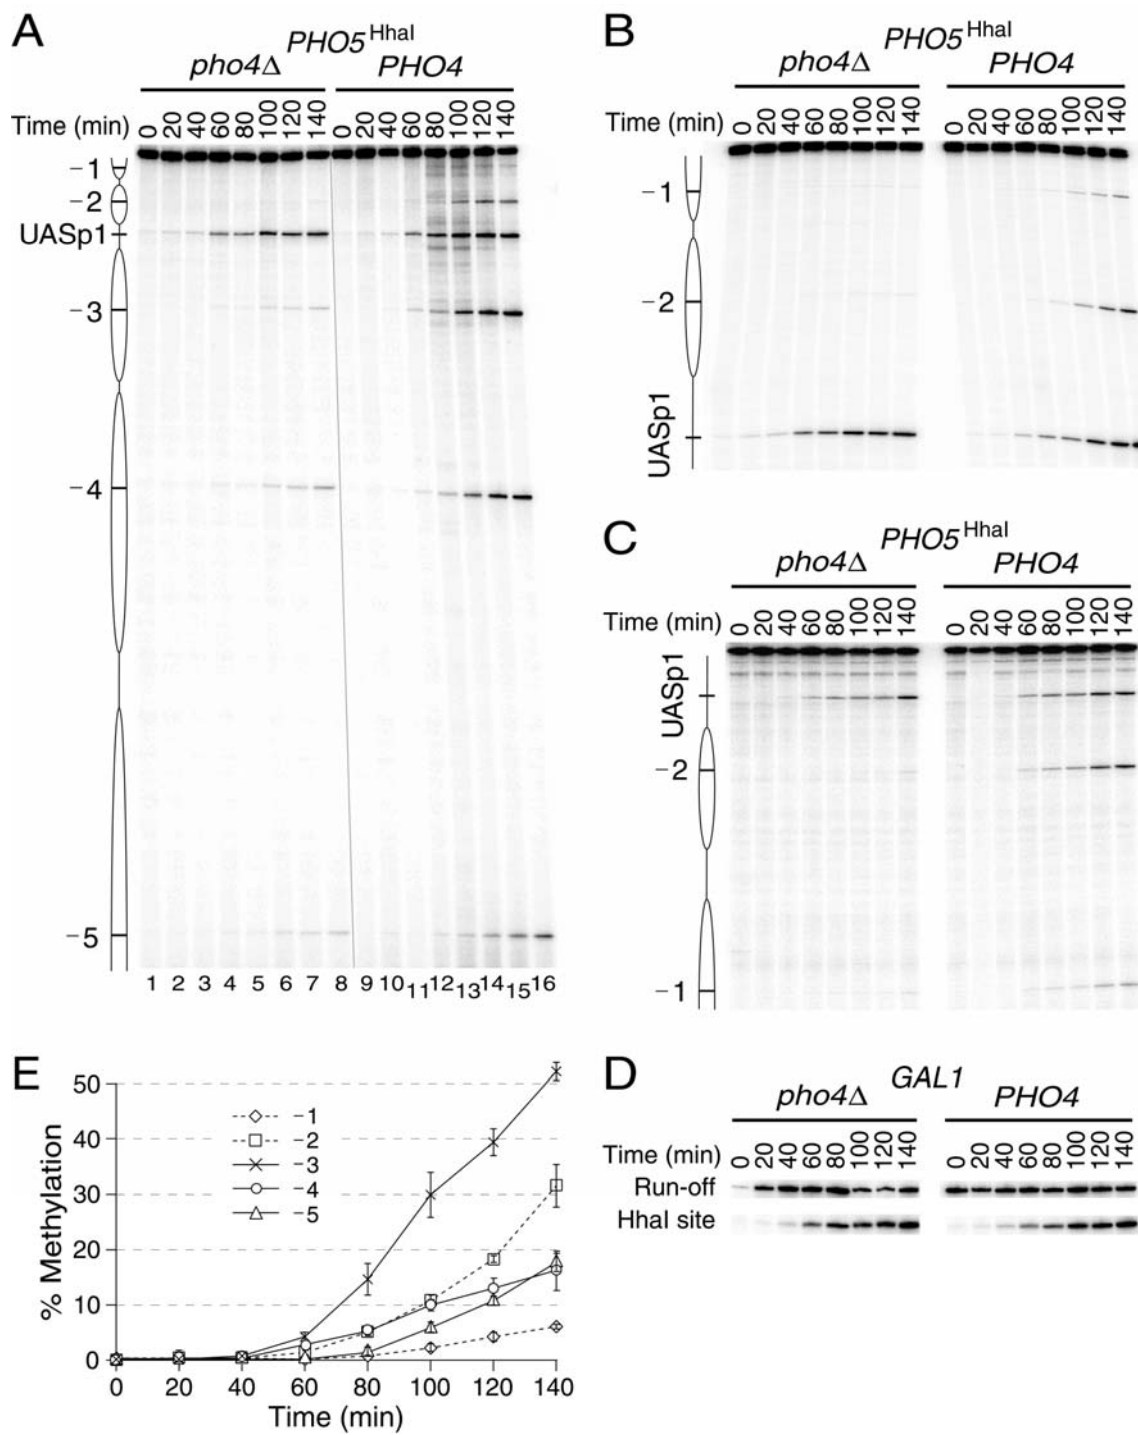 A
PHO5 HhaI
pho4Δ PHO4
Time (min) 0 20 40 60 80 100 120 140 0 20 40 60 80 100 120 140
-1
-2
UASp1
-3
-4
-5
1 2 3 4 5 6 7 8 9 10 11 12 13 14 15 16
B
PHO5 HhaI
pho4Δ PHO4
Time (min) 0 20 40 60 80 100 120 140 0 20 40 60 80 100 120 140
-1
-2
UASp1
C
PHO5 HhaI
pho4Δ PHO4
Time (min) 0 20 40 60 80 100 120 140 0 20 40 60 80 100 120 140
UASp1
-2
-1
D
GAL1
pho4Δ PHO4
Time (min) 0 20 40 60 80 100 120 140 0 20 40 60 80 100 120 140
Run-off
HhaI site
E
% Methylation
50
40
30
20
10
0
-1
-2
-3
-4
-5
0 20 40 60 80 100 120 140
Time (min)